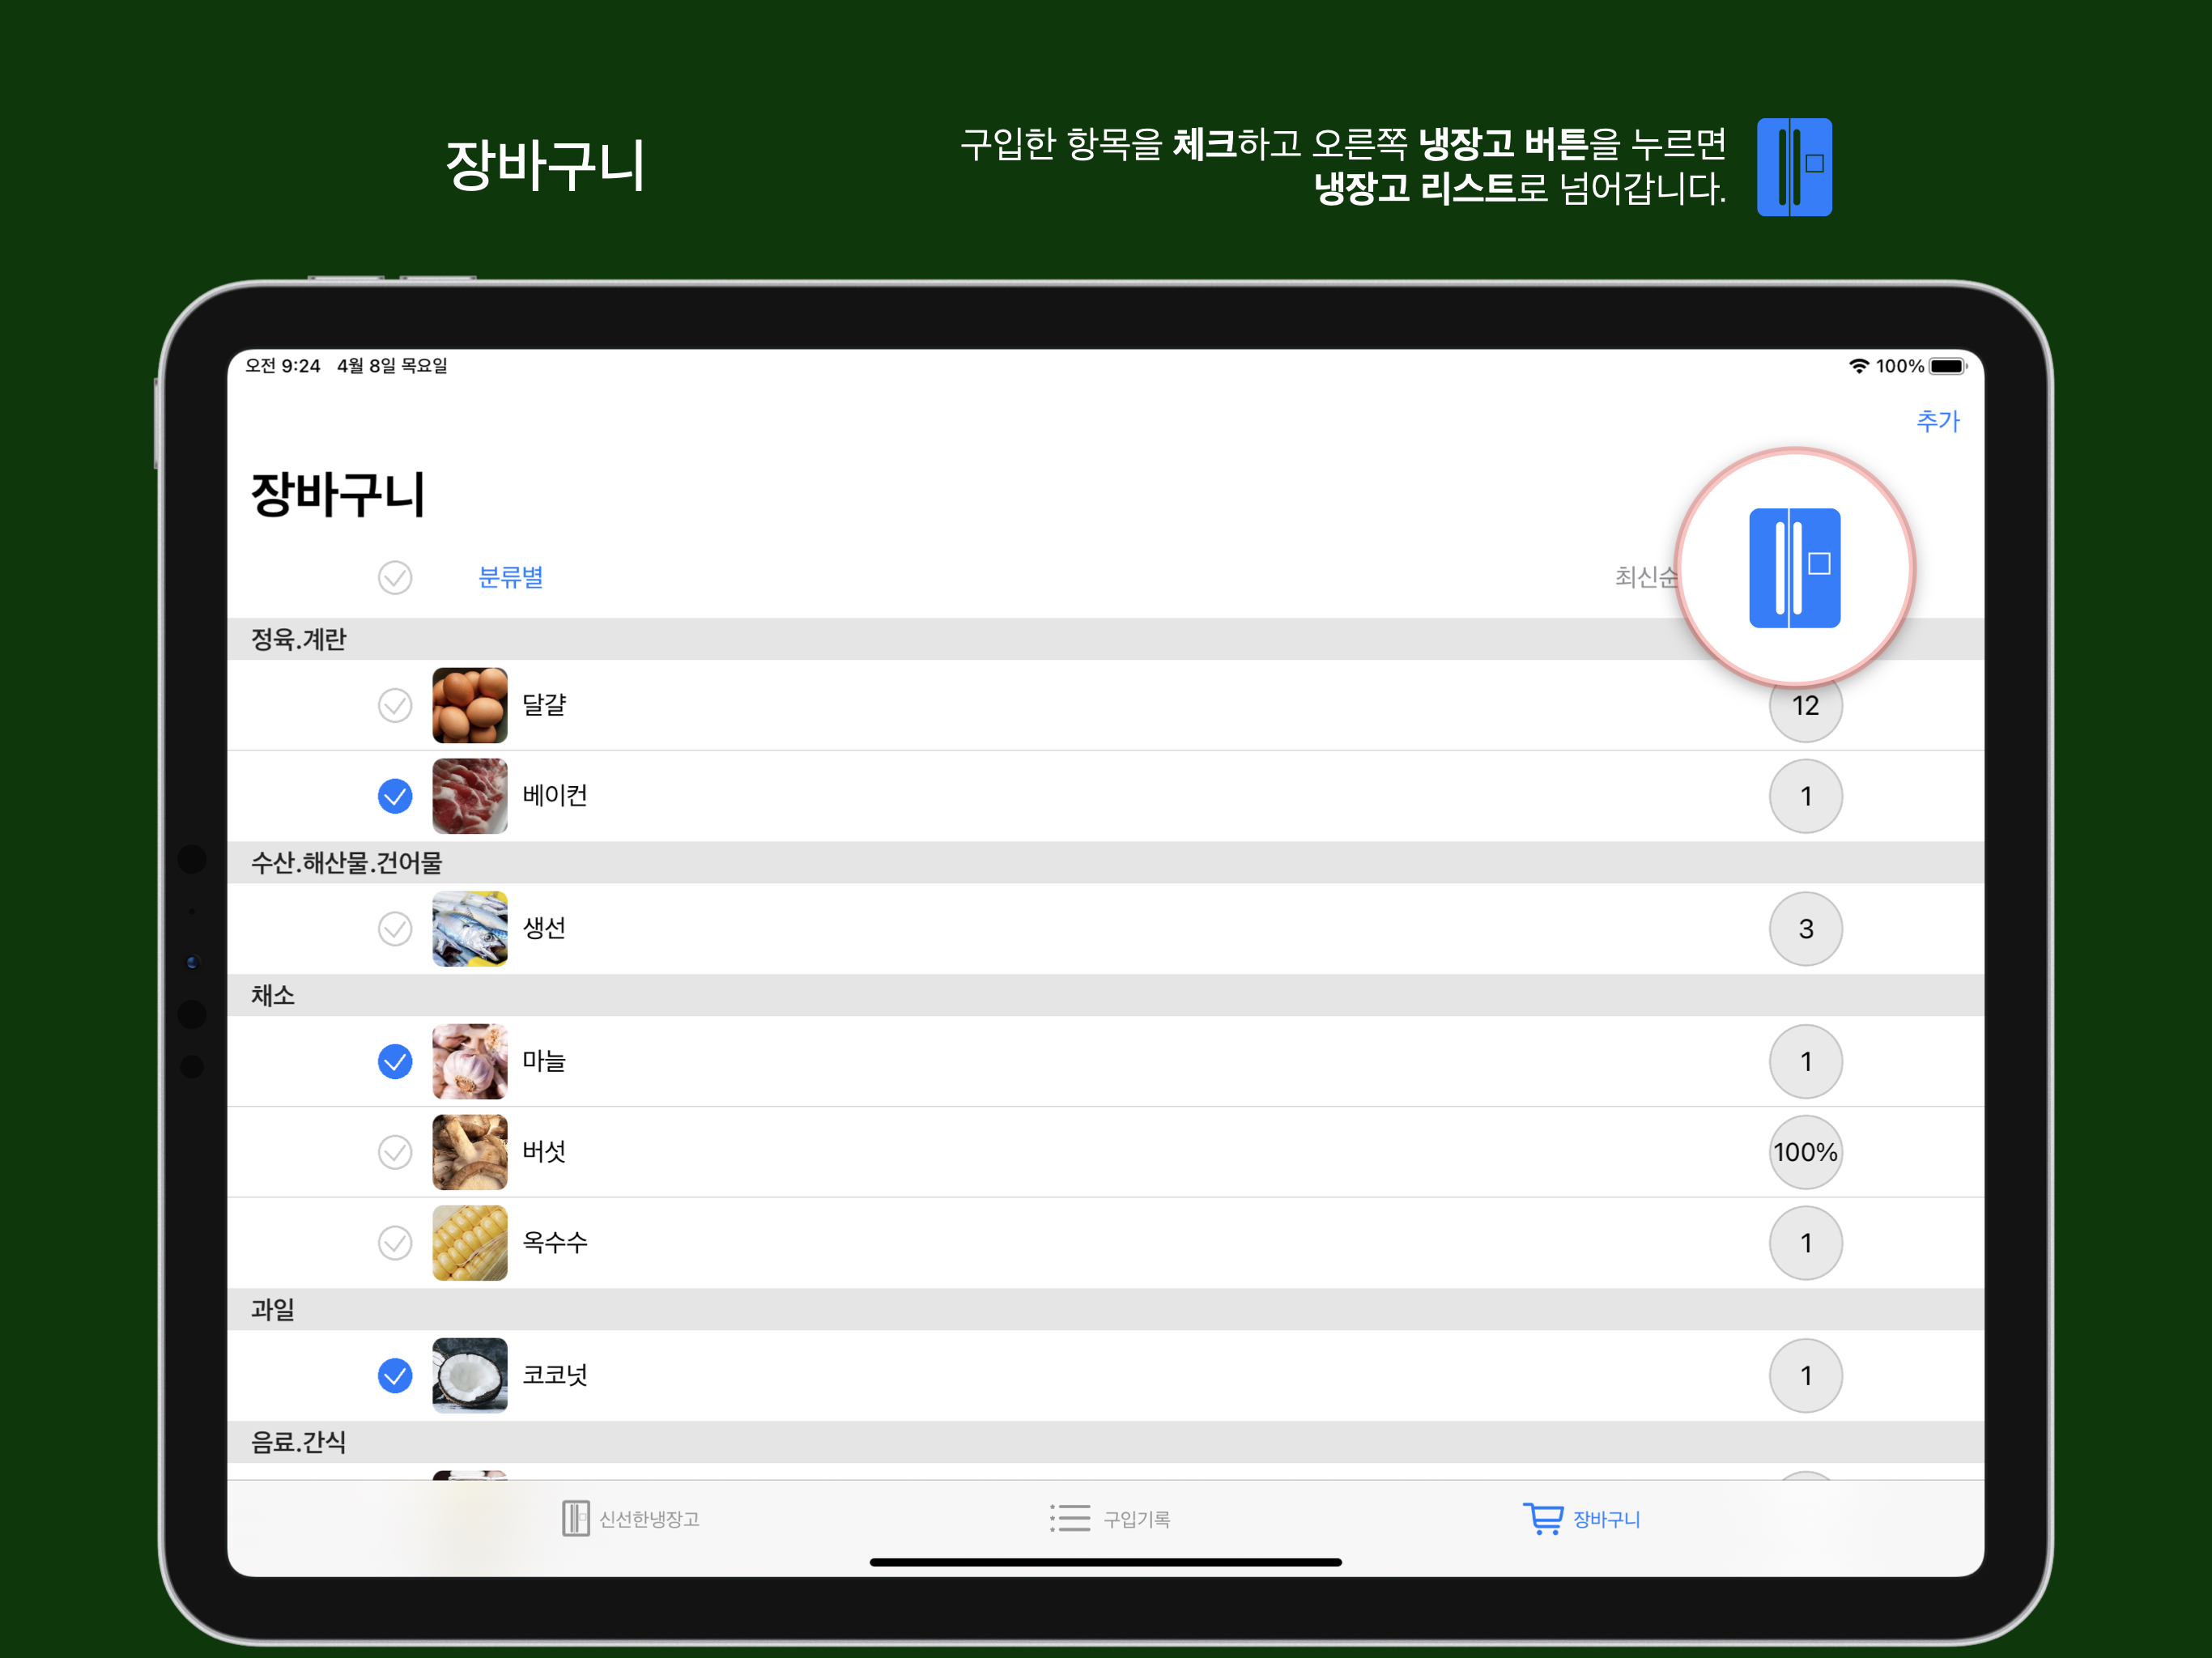 장바구니
구입한 항목을 체크하고 오른쪽 냉장고 버튼을 누르면
냉장고 리스트로 넘어갑니다.
오전 9:24 4월 8일 목요일
100%
추가
장바구니
분류별
최신순
정육.계란
달걀
12
베이컨
1
수산.해산물.건어물
생선
3
채소
마늘
1
버섯
100%
옥수수
1
과일
코코넛
1
음료.간식
신선한냉장고
구입기록
장바구니